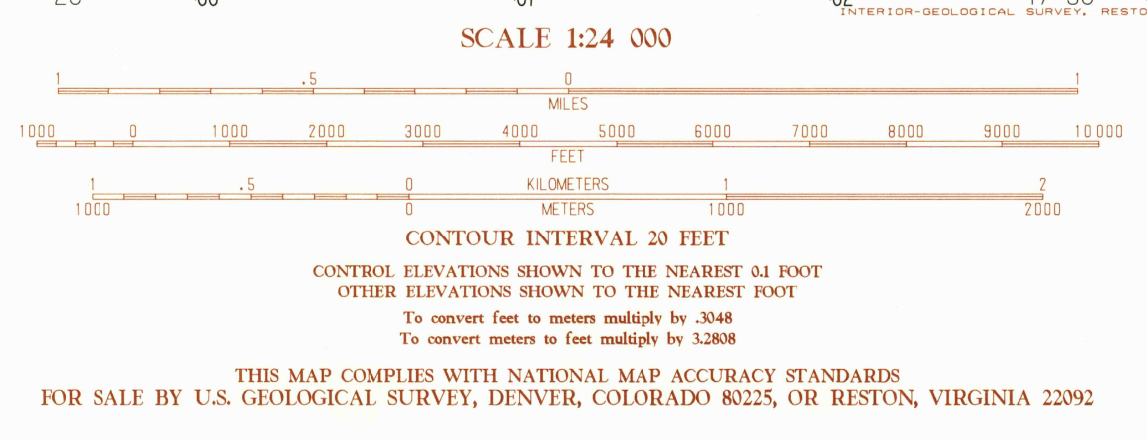 INTERIOR-GEOLOGICAL SURVEY, RESTO
SCALE 1:24 000
1 .5 0 1
MILES
1000 0 1000 2000 3000 4000 5000 6000 7000 8000 9000 10 000
FEET
1 .5 0 KILOMETERS 1 2
1000 0 METERS 1000 2000
CONTOUR INTERVAL 20 FEET
CONTROL ELEVATIONS SHOWN TO THE NEAREST 0.1 FOOT
OTHER ELEVATIONS SHOWN TO THE NEAREST FOOT
To convert feet to meters multiply by .3048
To convert meters to feet multiply by 3.2808
THIS MAP COMPLIES WITH NATIONAL MAP ACCURACY STANDARDS
FOR SALE BY U.S. GEOLOGICAL SURVEY, DENVER, COLORADO 80225, OR RESTON, VIRGINIA 22092